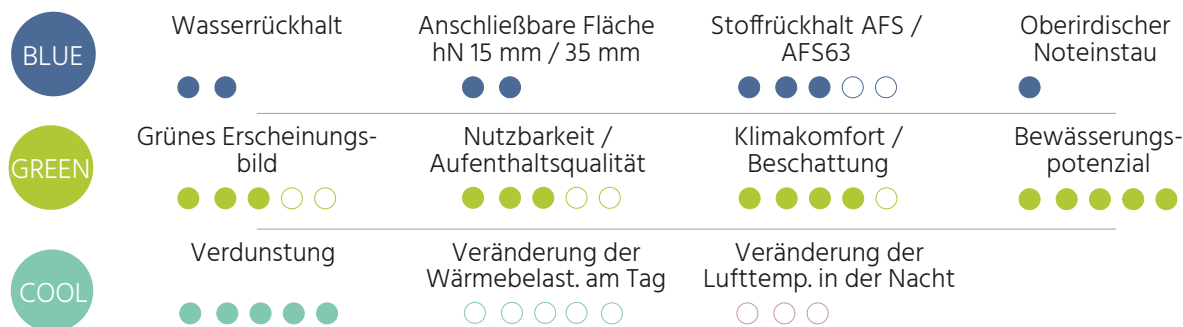 BLUE
Wasserrückhalt
Anschließbare Fläche
hN 15 mm / 35 mm
Stoffrückhalt AFS /
AFS63
Oberirdischer
Noteinstau
GREEN
Grünes Erscheinungs-
bild
Nutzbarkeit /
Aufenthaltsqualität
Klimakomfort /
Beschattung
Bewässerungs-
potenzial
COOL
Verdunstung
Veränderung der
Wärmebelast. am Tag
Veränderung der
Lufttemp. in der Nacht